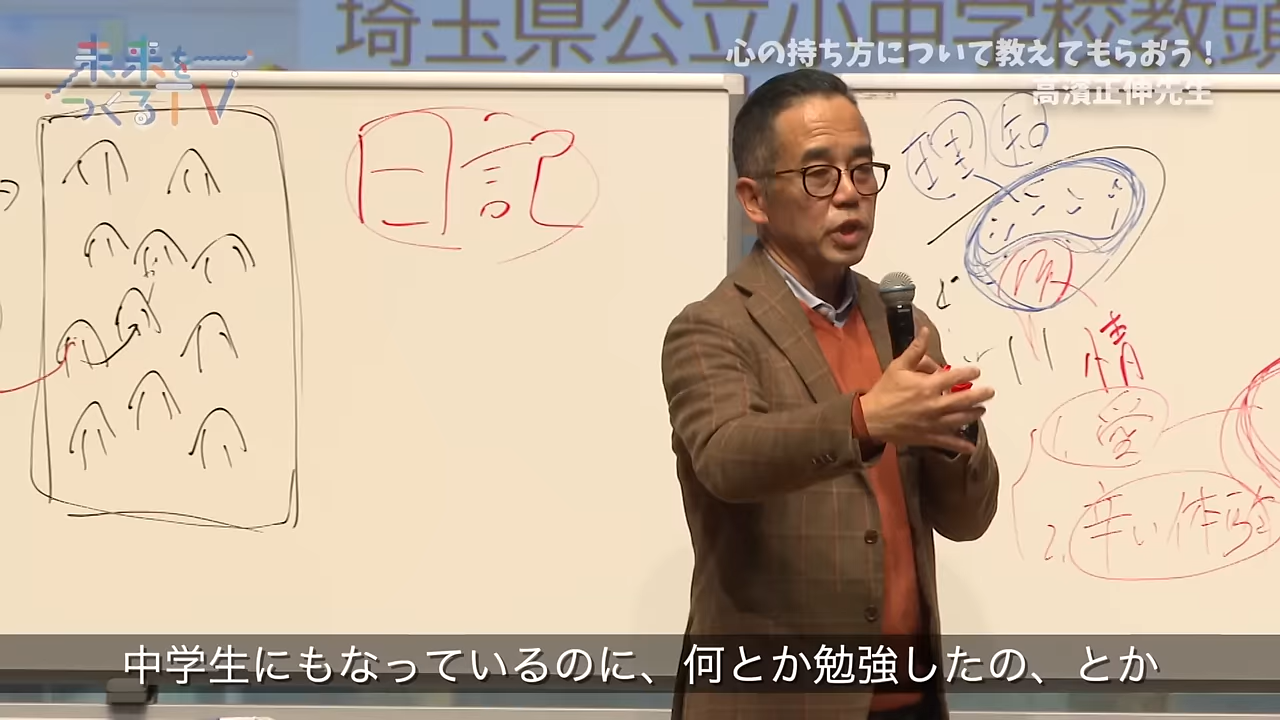 埼玉県公立小中学校教頭
心の持ち方について教えてもらおう！
高濱正伸先生
未来を
つくるTV
日記
理 知
情
1. 愛
2. 辛い体験
中学生にもなっているのに、何とか勉強したの、とか